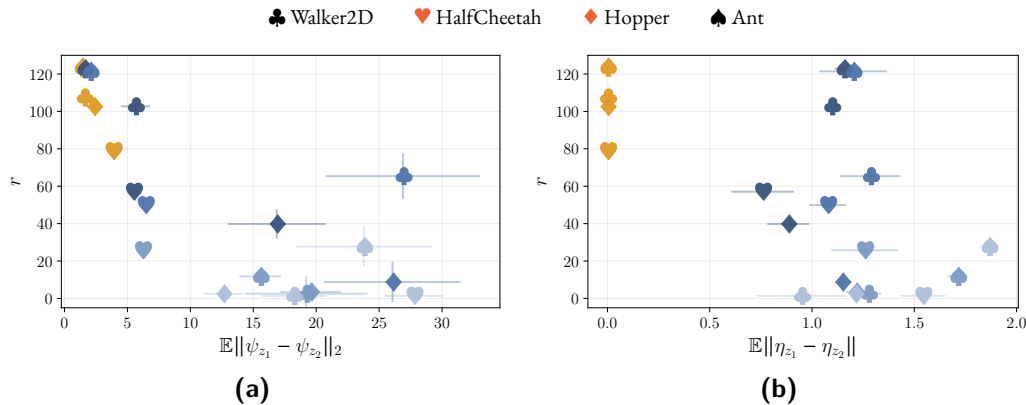 ♣ Walker2D ♥ HalfCheetah ♦ Hopper ♠ Ant
120
100
80
60
40
20
0
r
0 5 10 15 20 25 30
𝔼||ψ_{z_1} − ψ_{z_2}||_2
(a)
120
100
80
60
40
20
0
r
0.0 0.5 1.0 1.5 2.0
𝔼||η_{z_1} − η_{z_2}||
(b)